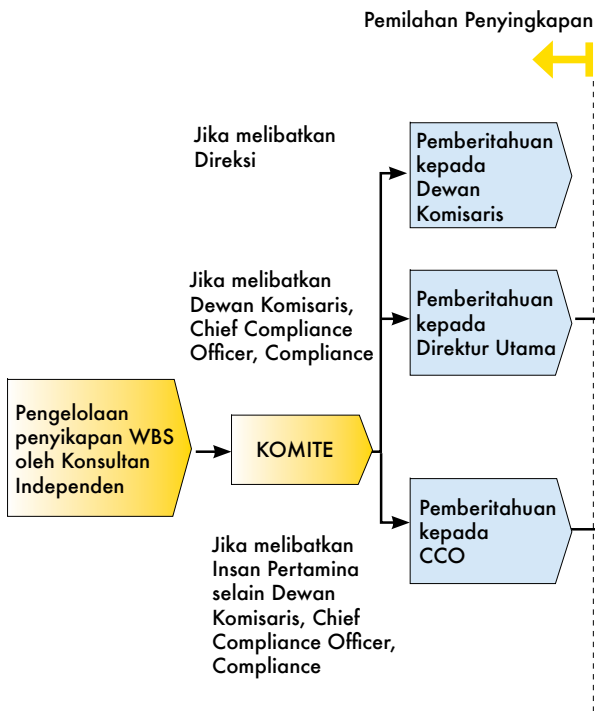 Pemilahan Penyingkapan
Jika melibatkan
Direksi
Pemberitahuan
kepada
Dewan
Komisaris
Jika melibatkan
Dewan Komisaris,
Chief Compliance
Officer, Compliance
Pemberitahuan
kepada
Direktur Utama
Pengelolaan
penyikapan WBS
oleh Konsultan
Independen
KOMITE
Pemberitahuan
kepada
CCO
Jika melibatkan
Insan Pertamina
selain Dewan
Komisaris, Chief
Compliance Officer,
Compliance